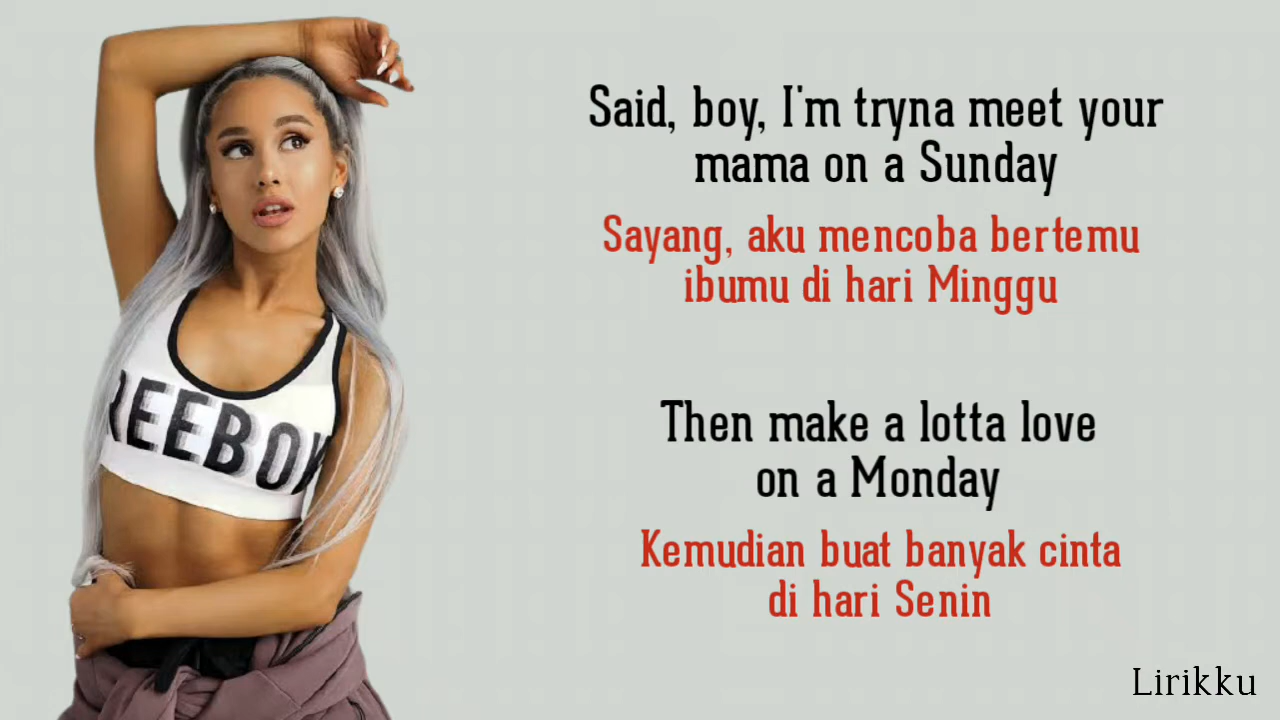 Said, boy, I'm tryna meet your
mama on a Sunday
Sayang, aku mencoba bertemu
ibumu di hari Minggu
REEBOK
Then make a lotta love
on a Monday
Kemudian buat banyak cinta
di hari Senin
Lirikku